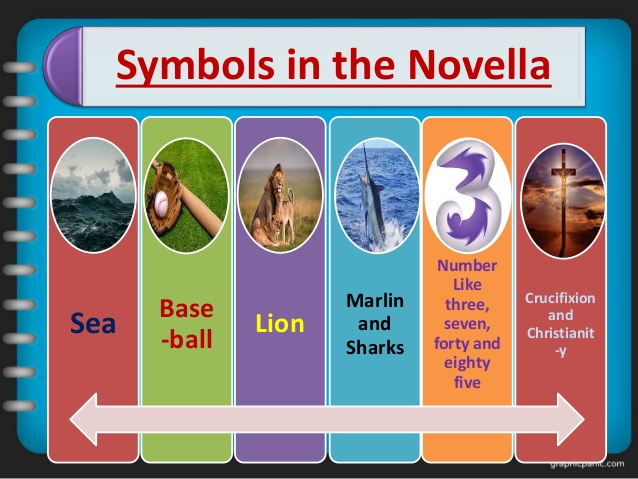 Symbols in the Novella
Sea
Base
-ball
Lion
Marlin
and
Sharks
3
Number
Like
three,
seven,
forty and
eighty
five
Crucifixion
and
Christianit
-y
graphicpanic.com